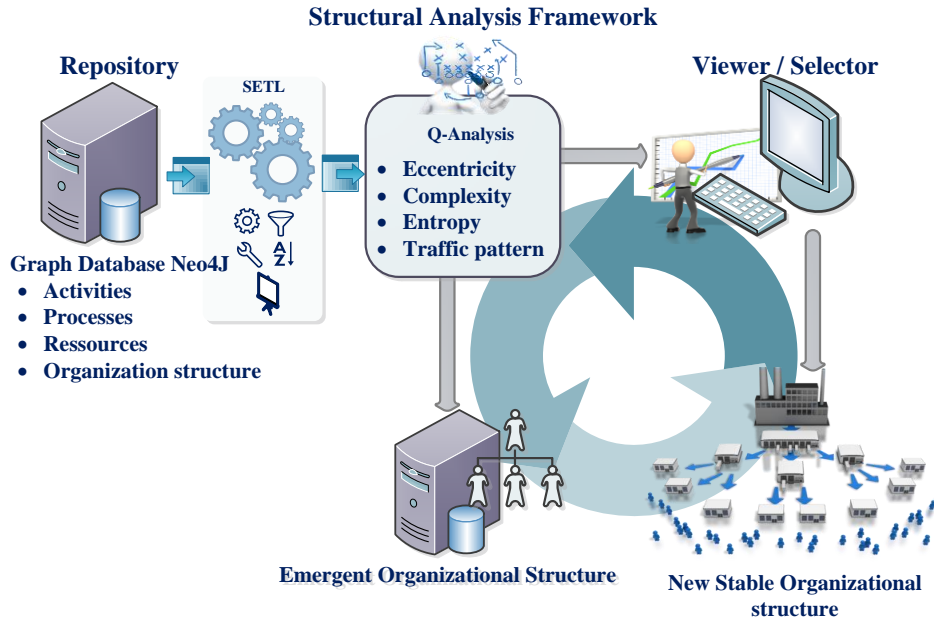 Structural Analysis Framework
Repository
Viewer / Selector
SETL
Q-Analysis
• Eccentricity
• Complexity
• Entropy
• Traffic pattern
A
Z
Graph Database Neo4J
• Activities
• Processes
• Ressources
• Organization structure
Emergent Organizational Structure
New Stable Organizational
structure